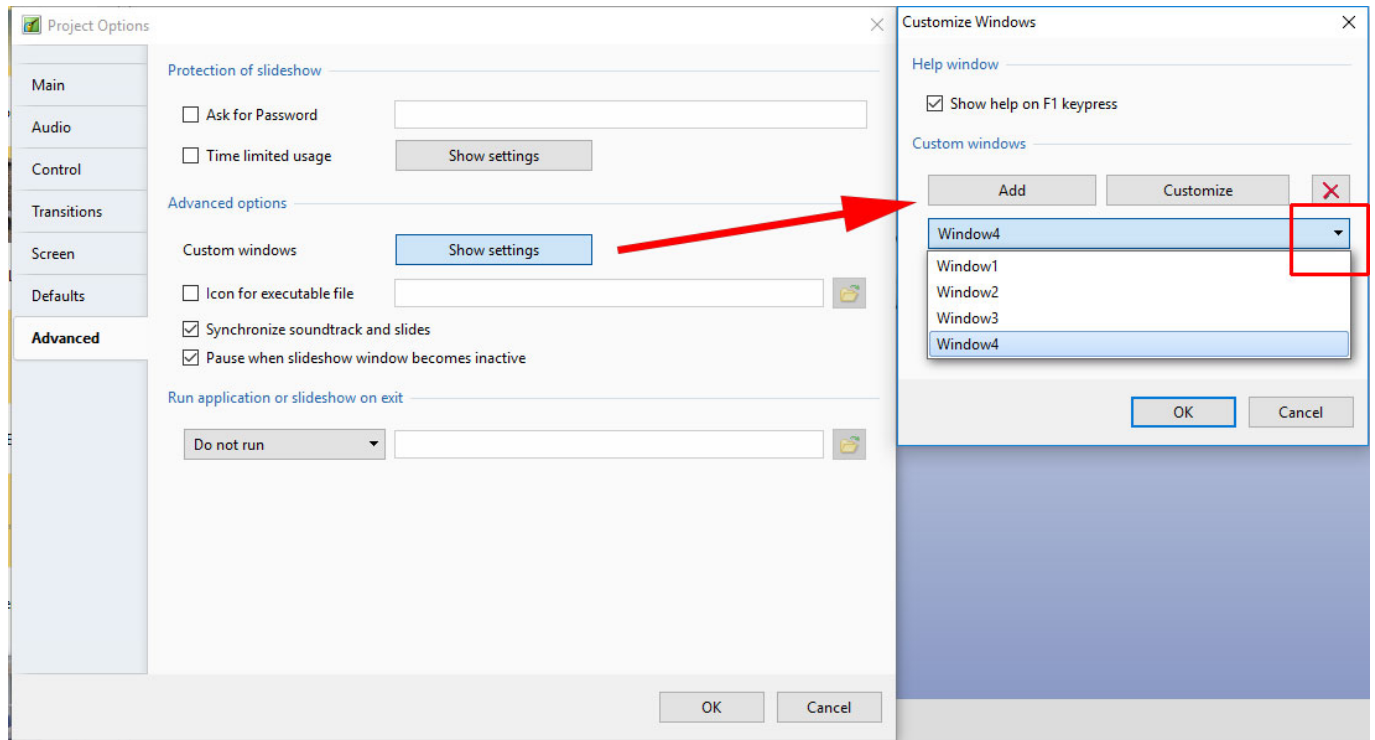 Project Options
Main
Audio
Control
Transitions
Screen
Defaults
Advanced
Protection of slideshow
Ask for Password
Time limited usage
Show settings
Advanced options
Custom windows
Show settings
Icon for executable file
Synchronize soundtrack and slides
Pause when slideshow window becomes inactive
Run application or slideshow on exit
Do not run
OK
Cancel
Customize Windows
Help window
Show help on F1 keypress
Custom windows
Add
Customize
Window4
Window1
Window2
Window3
Window4
OK
Cancel